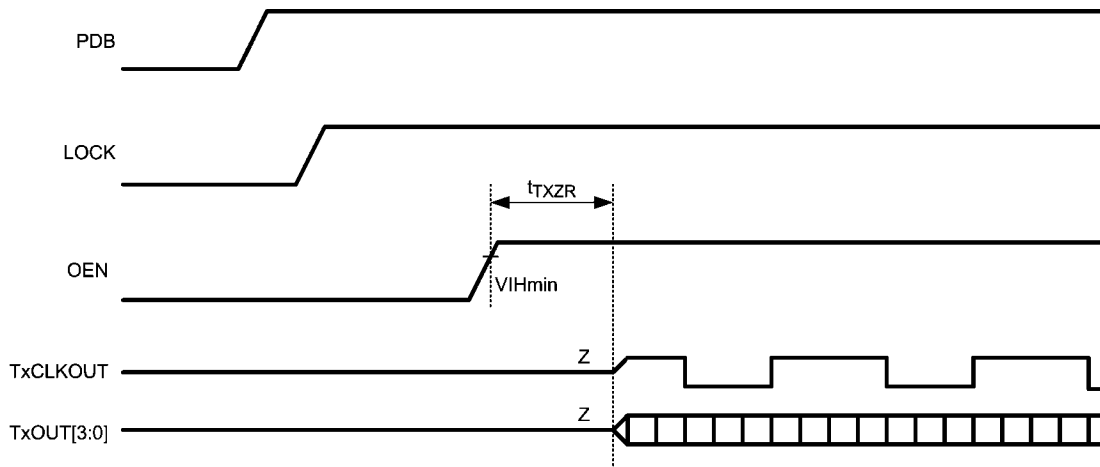 PDB
LOCK
tTXZR
OEN
VIHmin
Z
TxCLKOUT
Z
TxOUT[3:0]